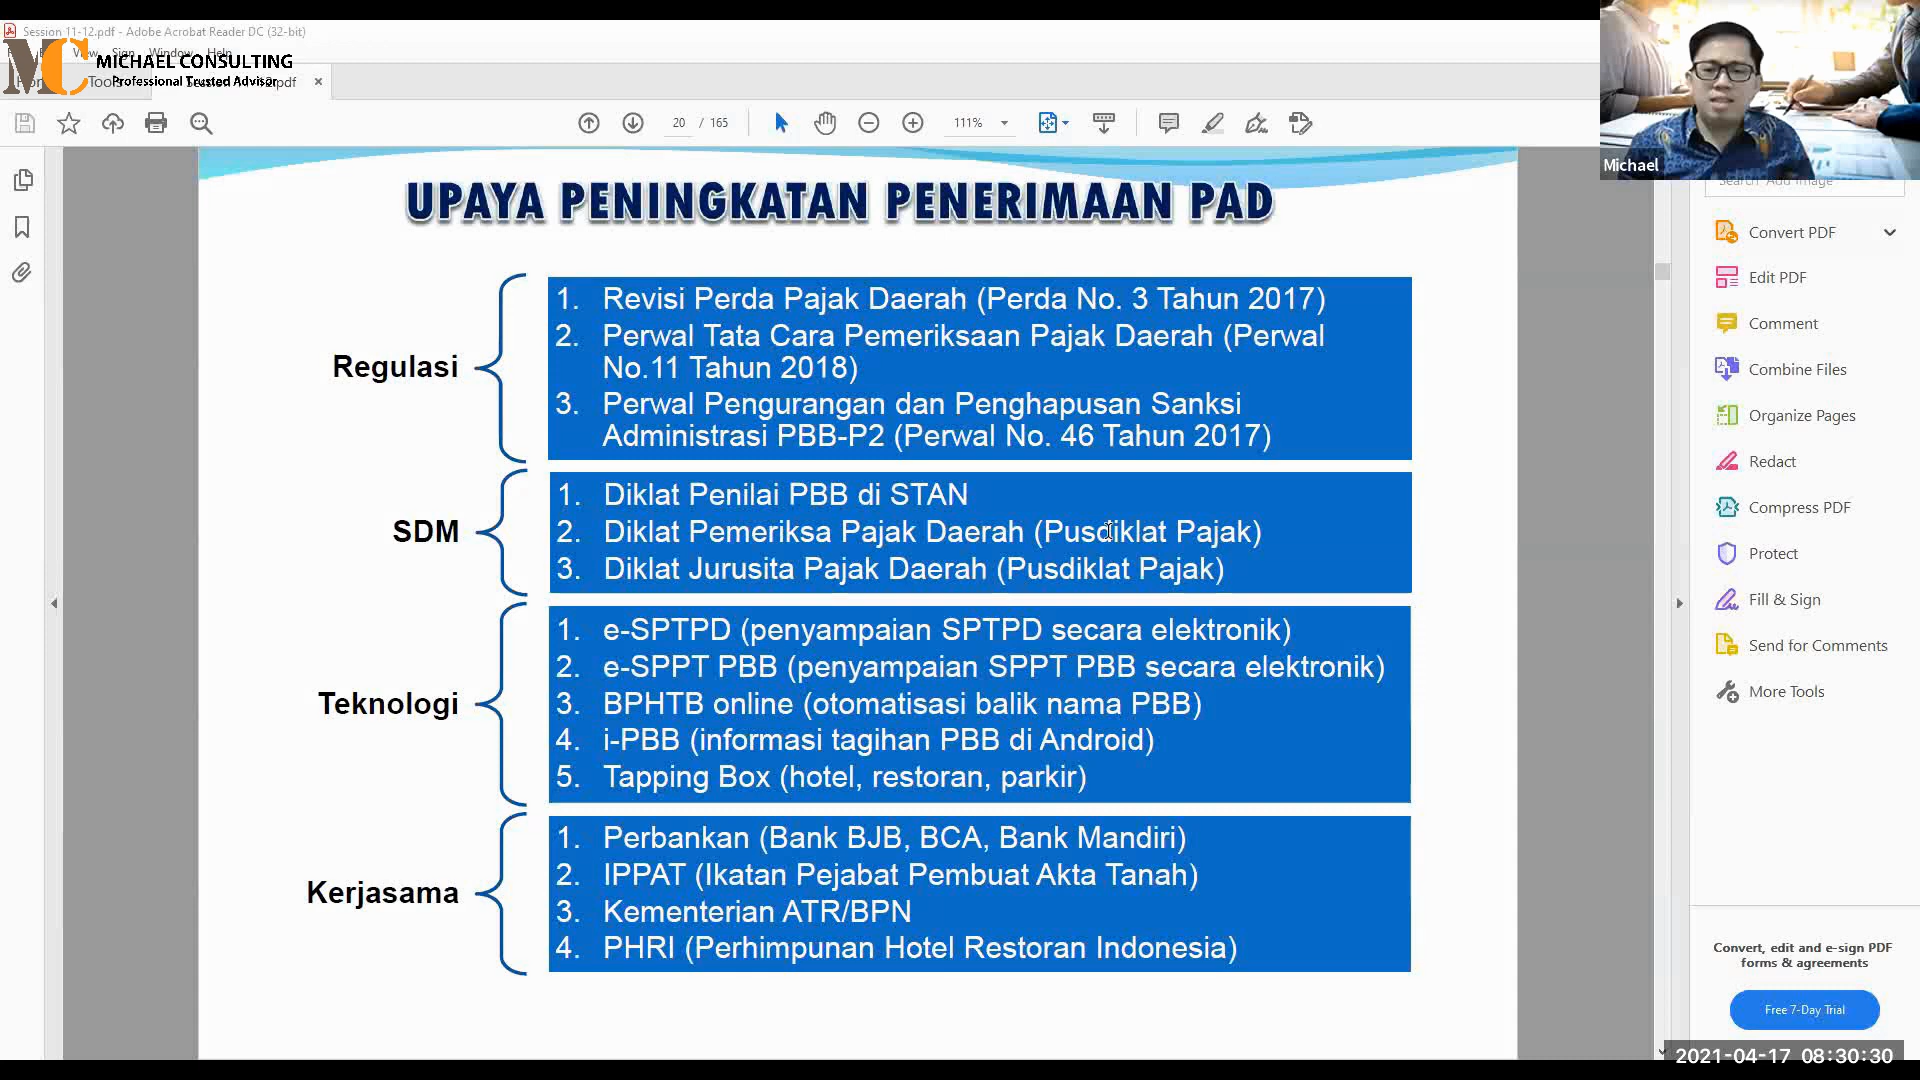 Session 11-12.pdf - Adobe Acrobat Reader DC (32-bit)
View Sign Window Help
MC MICHAEL CONSULTING
Professional Trusted Advisor
Tools
20 / 165
111%
Michael
UPAYA PENINGKATAN PENERIMAAN PAD
Regulasi
1. Revisi Perda Pajak Daerah (Perda No. 3 Tahun 2017)
2. Perwal Tata Cara Pemeriksaan Pajak Daerah (Perwal
No.11 Tahun 2018)
3. Perwal Pengurangan dan Penghapusan Sanksi
Administrasi PBB-P2 (Perwal No. 46 Tahun 2017)
SDM
1. Diklat Penilai PBB di STAN
2. Diklat Pemeriksa Pajak Daerah (Pusdiklat Pajak)
3. Diklat Jurusita Pajak Daerah (Pusdiklat Pajak)
Teknologi
1. e-SPTPD (penyampaian SPTPD secara elektronik)
2. e-SPPT PBB (penyampaian SPPT PBB secara elektronik)
3. BPHTB online (otomatisasi balik nama PBB)
4. i-PBB (informasi tagihan PBB di Android)
5. Tapping Box (hotel, restoran, parkir)
Kerjasama
1. Perbankan (Bank BJB, BCA, Bank Mandiri)
2. IPPAT (Ikatan Pejabat Pembuat Akta Tanah)
3. Kementerian ATR/BPN
4. PHRI (Perhimpunan Hotel Restoran Indonesia)
Search 'Add Image'
Convert PDF
Edit PDF
Comment
Combine Files
Organize Pages
Redact
Compress PDF
Protect
Fill & Sign
Send for Comments
More Tools
Convert, edit and e-sign PDF
forms & agreements
Free 7-Day Trial
2021-04-17 08:30:30